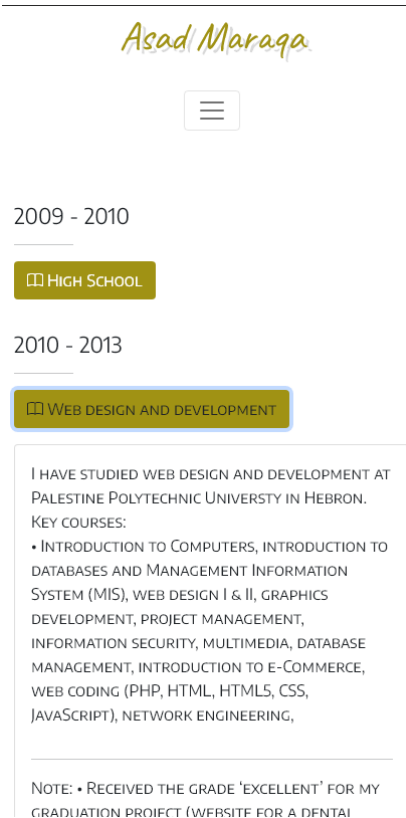 Asad Maraqa
2009 - 2010
High School
2010 - 2013
Web design and development
I have studied web design and development at
Palestine Polytechnic Universty in Hebron.
Key courses:
• Introduction to Computers, introduction to
databases and Management Information
System (MIS), web design I & II, graphics
development, project management,
information security, multimedia, database
management, introduction to e-Commerce,
web coding (PHP, HTML, HTML5, CSS,
JavaScript), network engineering,
Note: • Received the grade ‘excellent’ for my
graduation project (website for a dental